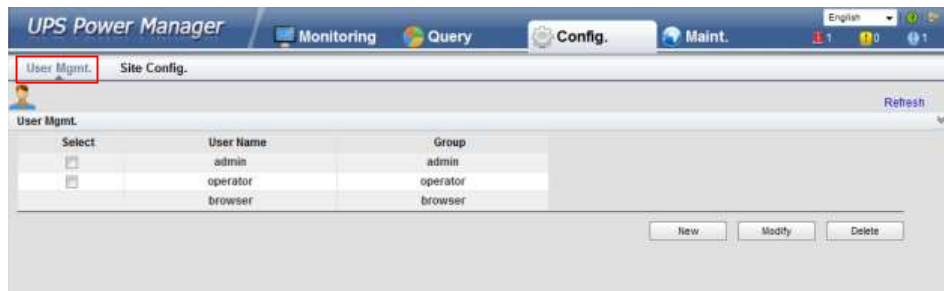 UPS Power Manager
Monitoring Query Config. Maint.
English
1 0 1
User Mgmt. Site Config.
Refresh
User Mgmt.
Select User Name Group
admin admin
operator operator
browser browser
New Modify Delete